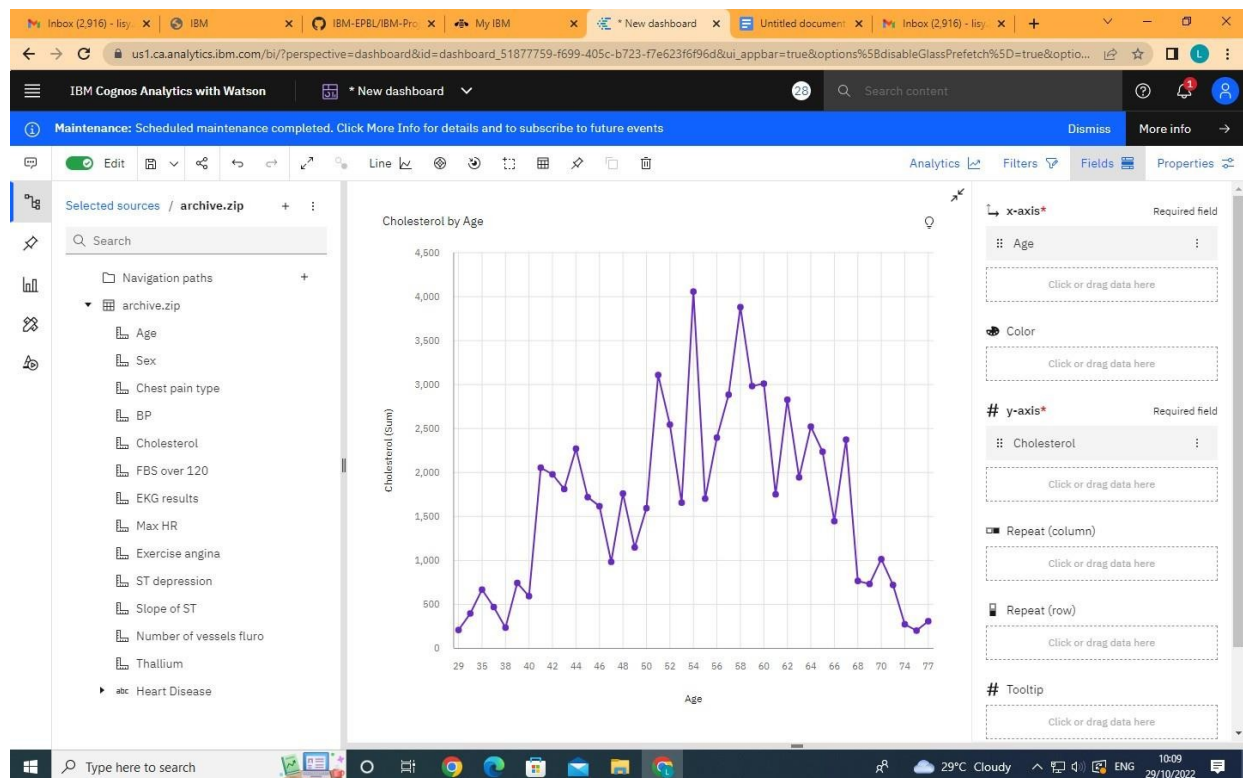 Inbox (2,916) - lisy
IBM
IBM-EPBL/IBM-Pro
My IBM
* New dashboard
Untitled document
Inbox (2,916) - lisy
us1.ca.analytics.ibm.com/bi/?perspective=dashboard&id=dashboard_51877759-f699-405c-b723-f7e623f6f96d&ui_appbar=true&options%5BdisableGlassPrefetch%5D=true&optio...
L
IBM Cognos Analytics with Watson
* New dashboard
28
Search content
1
Maintenance: Scheduled maintenance completed. Click More Info for details and to subscribe to future events
Dismiss
More info
Edit
Line
Analytics
Filters
Fields
Properties
Selected sources / archive.zip
Search
Navigation paths
archive.zip
Age
Sex
Chest pain type
BP
Cholesterol
FBS over 120
EKG results
Max HR
Exercise angina
ST depression
Slope of ST
Number of vessels fluro
Thallium
abc Heart Disease
Cholesterol by Age
4,500
4,000
3,500
3,000
2,500
2,000
1,500
1,000
500
0
Cholesterol (Sum)
29 35 38 40 42 44 46 48 50 52 54 56 58 60 62 64 66 68 70 74 77
Age
x-axis*
Required field
Age
Click or drag data here
Color
Click or drag data here
# y-axis*
Required field
Cholesterol
Click or drag data here
Repeat (column)
Click or drag data here
Repeat (row)
Click or drag data here
# Tooltip
Click or drag data here
Type here to search
29°C Cloudy
ENG
10:09
29/10/2022